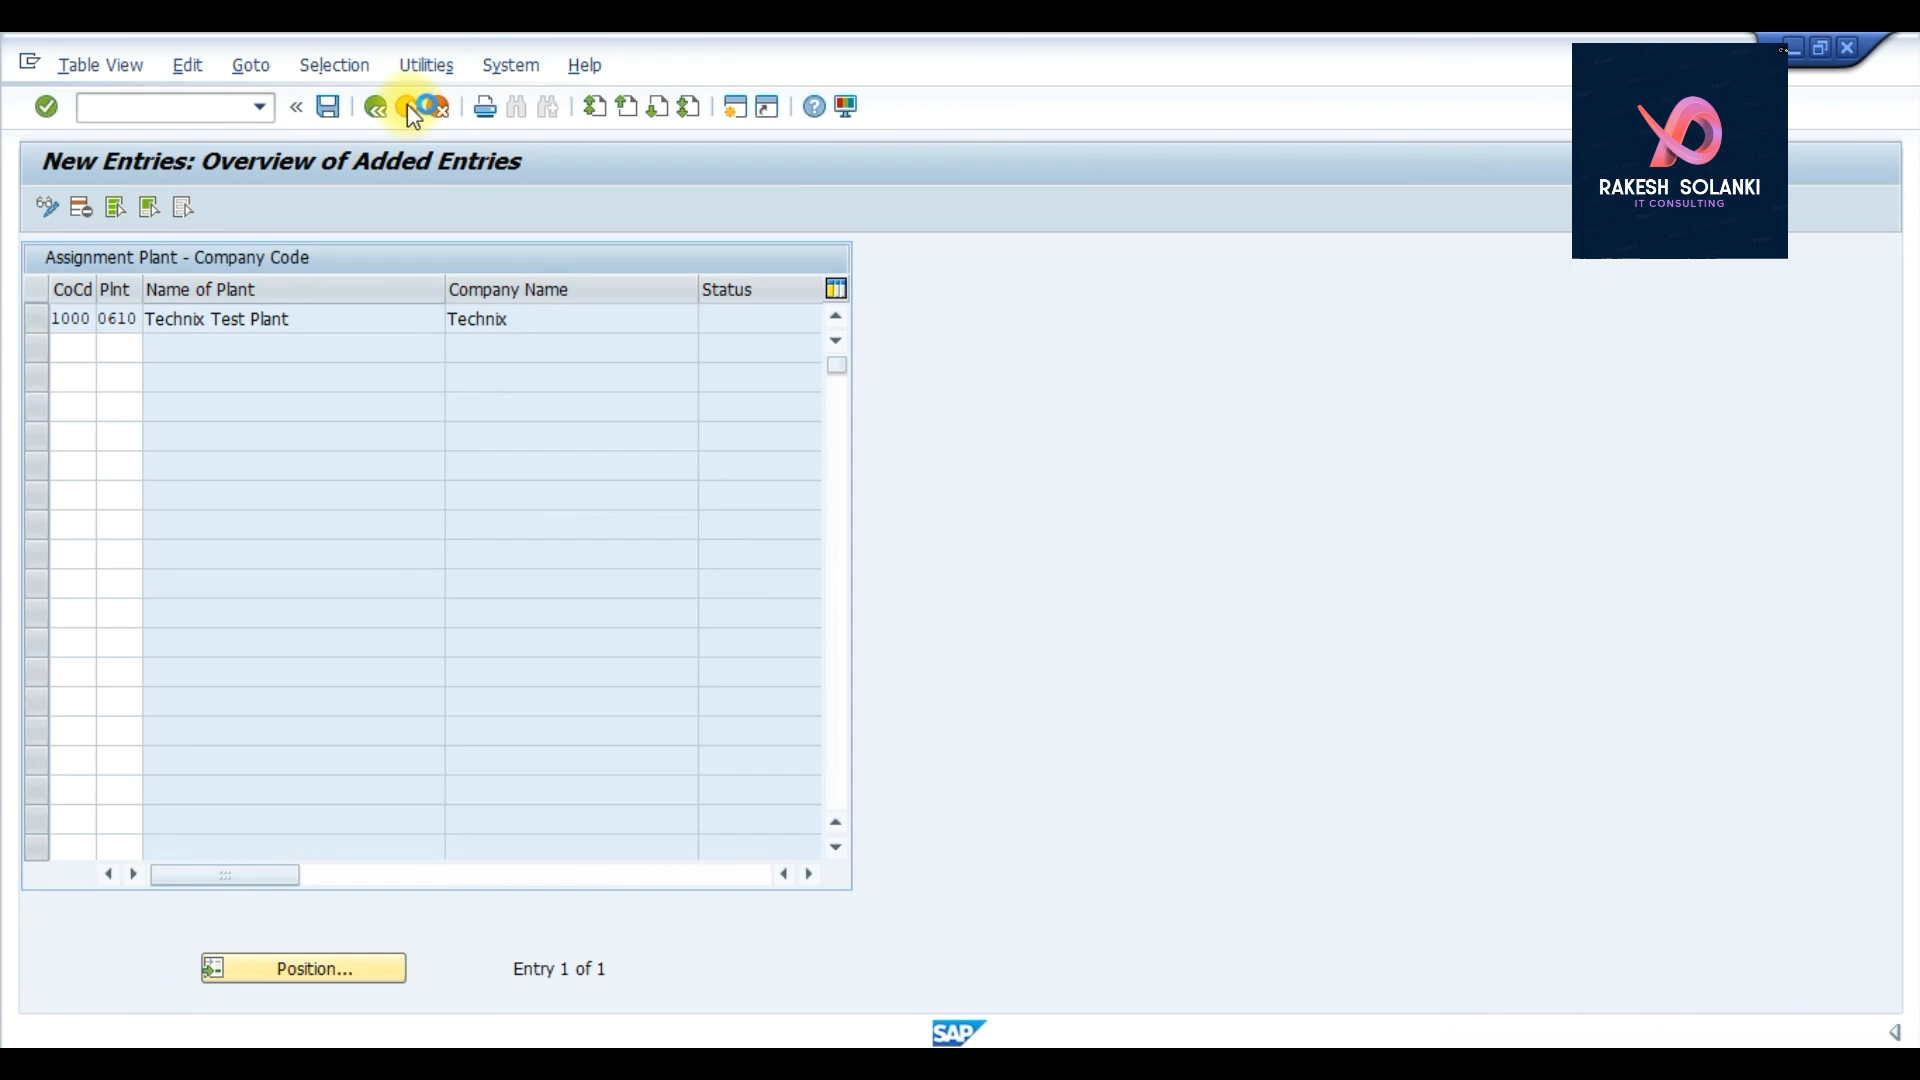 Table View Edit Goto Selection Utilities System Help
New Entries: Overview of Added Entries
RAKESH SOLANKI
IT CONSULTING
Assignment Plant - Company Code
CoCd Plnt Name of Plant Company Name Status
1000 0610 Technix Test Plant Technix
Position... Entry 1 of 1
SAP